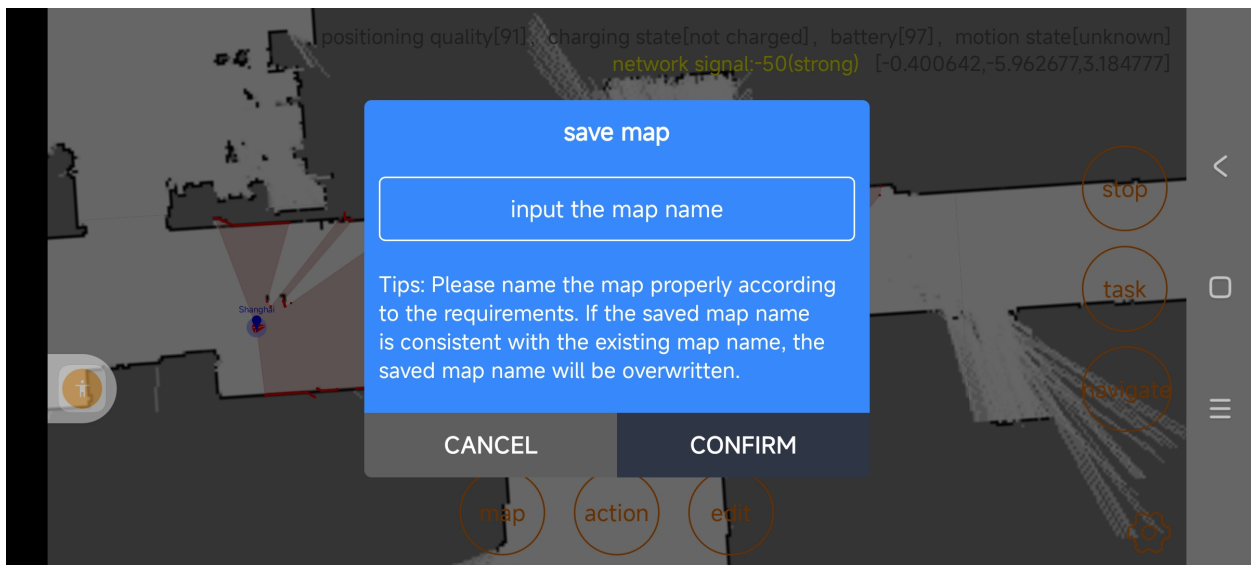 positioning quality[91], charging state[not charged], battery[97], motion state[unknown]
network signal:-50(strong) [-0.400642,-5.962677,3.184777]
save map
input the map name
stop
Tips: Please name the map properly according
to the requirements. If the saved map name
is consistent with the existing map name, the
saved map name will be overwritten.
task
Shanghai
navigate
CANCEL
CONFIRM
map
action
edit